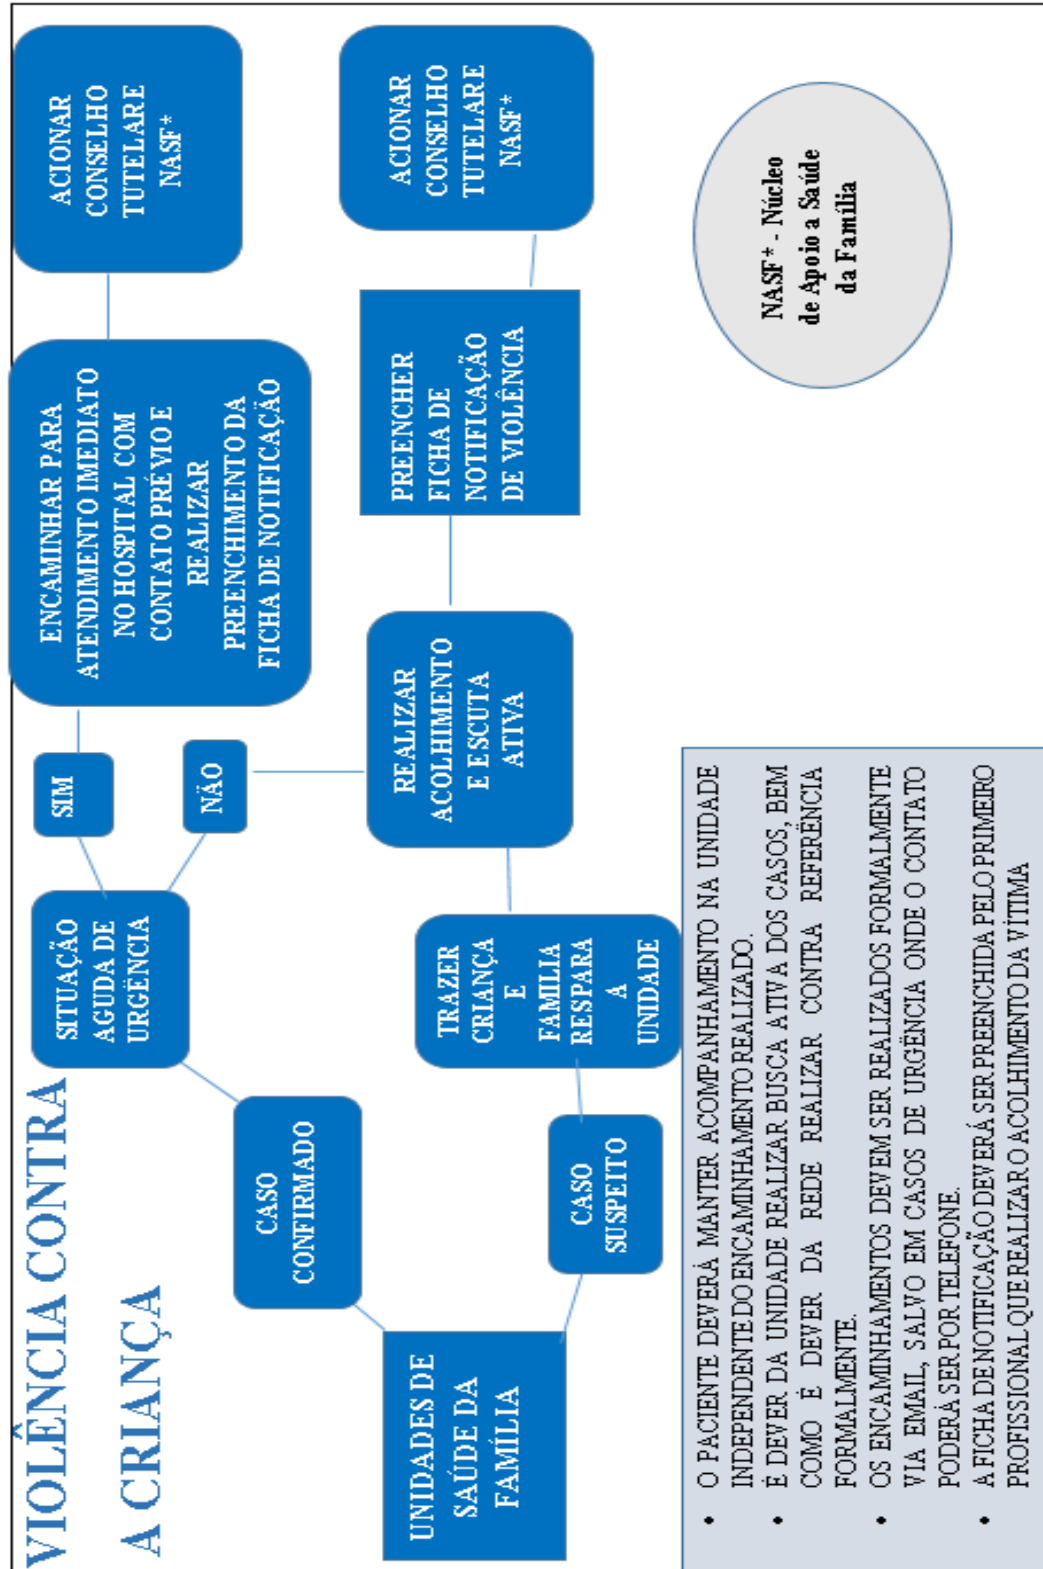 VIOLÊNCIA CONTRA
A CRIANÇA
UNIDADES DE
SAÚDE DA
FAMÍLIA
CASO
CONFIRMADO
SITUAÇÃO
AGUDA DE
URGÊNCIA
SIM
ENCAMINHAR PARA
ATENDIMENTO IMEDIATO
NO HOSPITAL COM
CONTATO PRÉVIO E
REALIZAR
PREENCHIMENTO DA
FICHA DE NOTIFICAÇÃO
ACIONAR
CONSELHO
TUTELAR E
NASF*
NÃO
CASO
SUSPEITO
TRAZER
CRIANÇA
E
FAMILIA
RESPARA
A
UNIDADE
REALIZAR
ACOLHIMENTO
E ESCUTA
ATIVA
PREENCHER
FICHA DE
NOTIFICAÇÃO
DE VIOLÊNCIA
ACIONAR
CONSELHO
TUTELAR E
NASF*
• O PACIENTE DEVERÁ MANTER ACOMPANHAMENTO NA UNIDADE
INDEPENDENTE DO ENCAMINHAMENTO REALIZADO.
• É DEVER DA UNIDADE REALIZAR BUSCA ATIVA DOS CASOS, BEM
COMO É DEVER DA REDE REALIZAR CONTRA REFERÊNCIA
FORMALMENTE.
• OS ENCAMINHAMENTOS DEVEM SER REALIZADOS FORMALMENTE
VIA EMAIL, SALVO EM CASOS DE URGÊNCIA ONDE O CONTATO
PODERÁ SER POR TELEFONE.
• A FICHA DE NOTIFICAÇÃO DEVERÁ SER PREENCHIDA PELO PRIMERO
PROFISSIONAL QUE REALIZAR O ACOLHIMENTO DA VÍTIMA
NASF* - Núcleo
de Apoio a Saúde
da Família